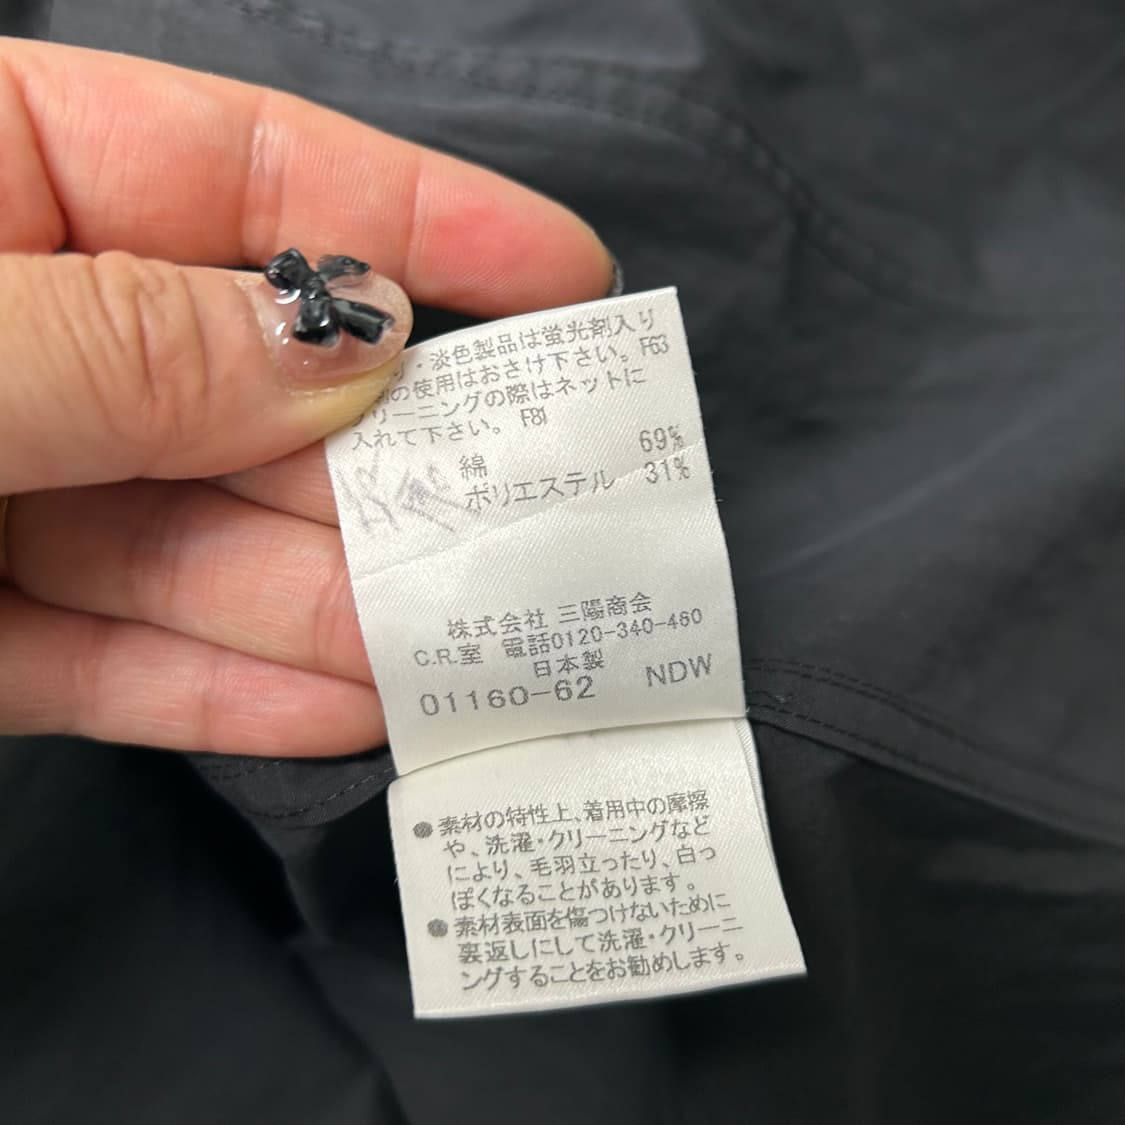 ・淡色製品は蛍光剤入り
の使用はおさけ下さい。F63
クリーニングの際はネットに
入れて下さい。F81
綿 69%
ポリエステル 31%
株式会社 三陽商会
C.R.室 電話0120-340-460
日本製
01160-62 NDW
●素材の特性上、着用中の摩擦
や、洗濯・クリーニングなど
により、毛羽立ったり、白っ
ぽくなることがあります。
●素材表面を傷つけないために
裏返しにして洗濯・クリーニ
ングすることをお勧めします。